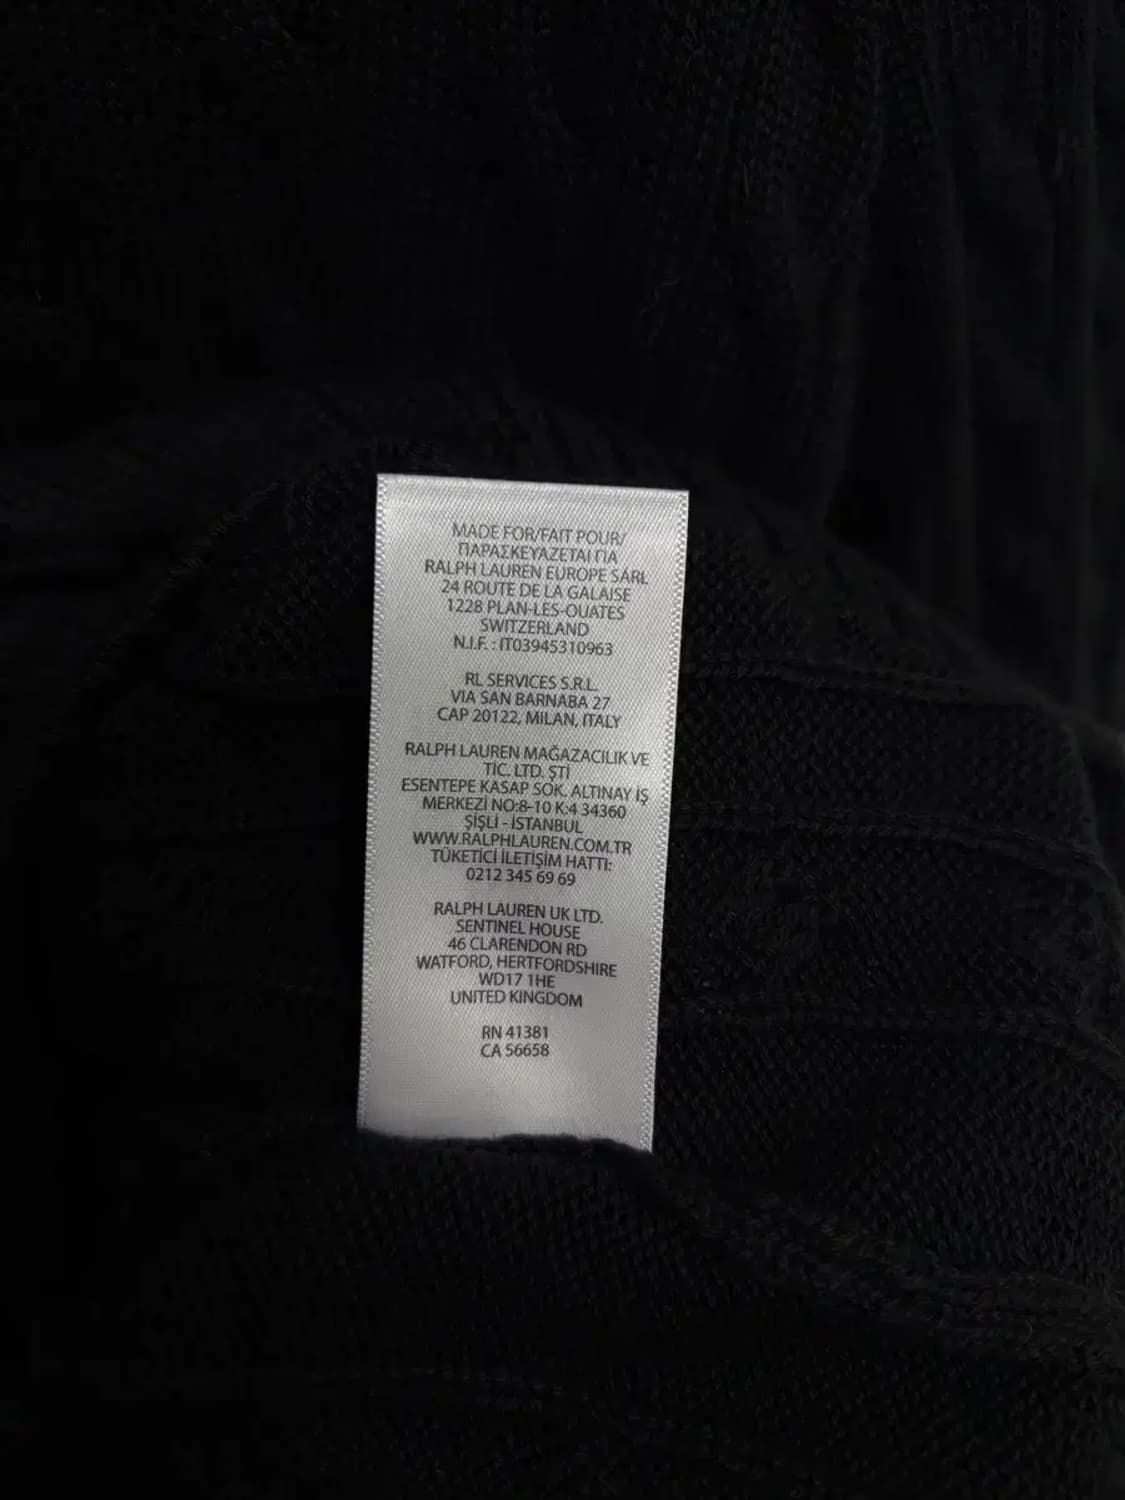 MADE FOR/FAIT POUR/
ΠΑΡΑΣΚΕΥΑΖΕΤΑΙ ΓΙΑ
RALPH LAUREN EUROPE SÀRL
24 ROUTE DE LA GALAISE
1228 PLAN-LES-OUATES
SWITZERLAND
N.I.F. : IT03945310963
RL SERVICES S.R.L.
VIA SAN BARNABA 27
CAP 20122, MILAN, ITALY
RALPH LAUREN MAĞAZACILIK VE
TİC. LTD. ŞTİ
ESENTEPE KASAP SOK. ALTINAY İŞ
MERKEZİ NO:8-10 K:4 34360
ŞİŞLİ - İSTANBUL
WWW.RALPHLAUREN.COM.TR
TÜKETİCİ İLETİŞİM HATTI:
0212 345 69 69
RALPH LAUREN UK LTD.
SENTINEL HOUSE
46 CLARENDON RD
WATFORD, HERTFORDSHIRE
WD17 1HE
UNITED KINGDOM
RN 41381
CA 56658